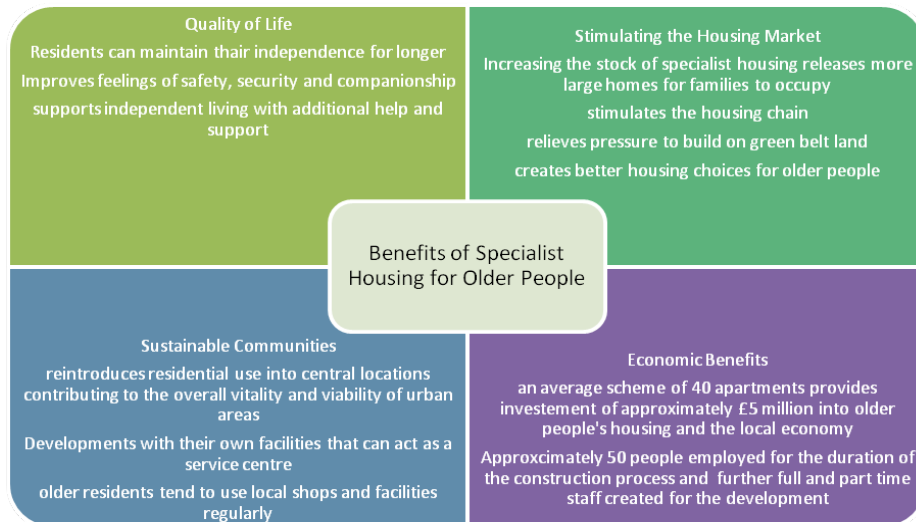 Quality of Life
Residents can maintain thair independence for longer
Improves feelings of safety, security and companionship
supports independent living with additional help and
support
Stimulating the Housing Market
Increasing the stock of specialist housing releases more
large homes for families to occupy
stimulates the housing chain
relieves pressure to build on green belt land
creates better housing choices for older people
Benefits of Specialist
Housing for Older People
Sustainable Communities
reintroduces residential use into central locations
contributing to the overall vitality and viability of urban
areas
Developments with their own facilities that can act as a
service centre
older residents tend to use local shops and facilities
regularly
Economic Benefits
an average scheme of 40 apartments provides
investement of approximately £5 million into older
people's housing and the local economy
Approxcimately 50 people employed for the duration of
the construction process and further full and part time
staff created for the development